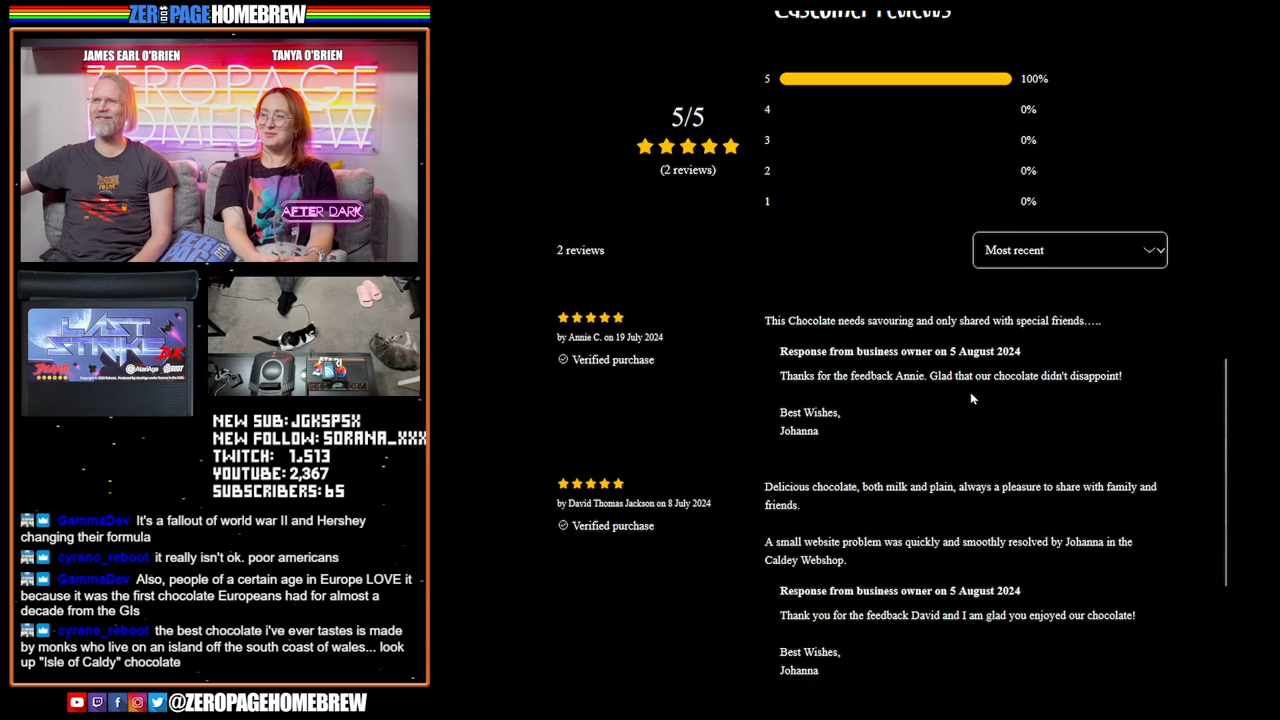 ZEROPAGEHOMEBREW
JAMES EARL O'BRIEN
TANYA O'BRIEN
ZEROPAGE
HOMEBREW
AFTER DARK
LAST
STRIKE DX
JAGUAR
AtariAge
REBOOT
ATARI
NEW SUB: JGKSPSX
NEW FOLLOW: SORANA_XXX
TWITCH: 1,513
YOUTUBE: 2,367
SUBSCRIBERS: 65
GammaDev It's a fallout of world war II and Hershey
changing their formula
cyrano_reboot it really isn't ok. poor americans
GammaDev Also, people of a certain age in Europe LOVE it
because it was the first chocolate Europeans had for almost a
decade from the GIs
cyrano_reboot the best chocolate i've ever tastes is made
by monks who live on an island off the south coast of wales... look
up "Isle of Caldy" chocolate
@ZEROPAGEHOMEBREW
Customer reviews
5/5
(2 reviews)
5 100%
4 0%
3 0%
2 0%
1 0%
2 reviews
Most recent
by Annie C. on 19 July 2024
Verified purchase
This Chocolate needs savouring and only shared with special friends.....
Response from business owner on 5 August 2024
Thanks for the feedback Annie. Glad that our chocolate didn't disappoint!
Best Wishes,
Johanna
by David Thomas Jackson on 8 July 2024
Verified purchase
Delicious chocolate, both milk and plain, always a pleasure to share with family and
friends.
A small website problem was quickly and smoothly resolved by Johanna in the
Caldey Webshop.
Response from business owner on 5 August 2024
Thank you for the feedback David and I am glad you enjoyed our chocolate!
Best Wishes,
Johanna